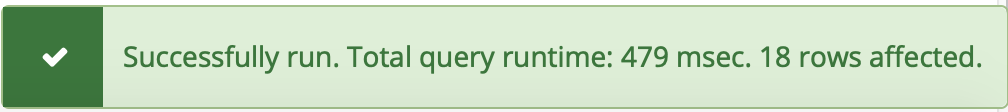 Successfully run. Total query runtime: 479 msec. 18 rows affected.